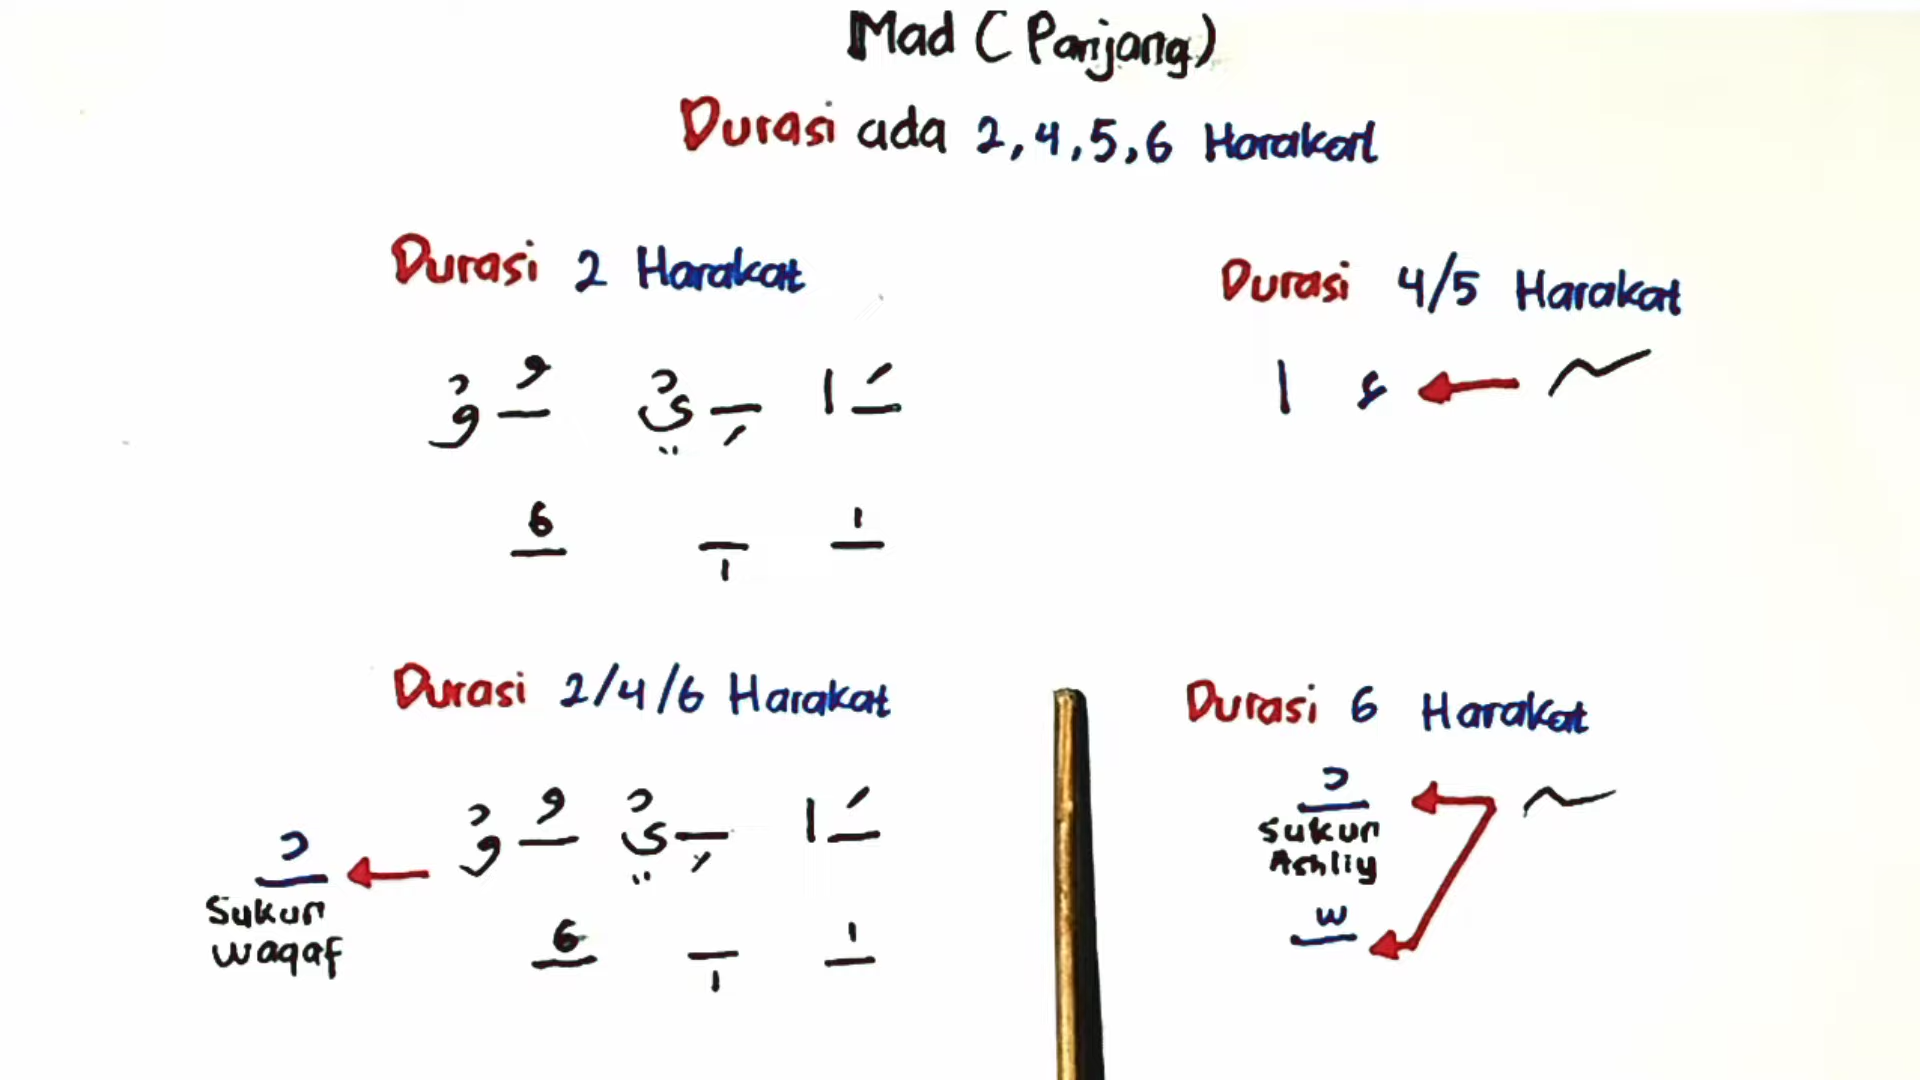 Mad (Panjang)
Durasi ada 2,4,5,6 Harakat
Durasi 2 Harakat
ـَ ا ـِ يْ ـُ وْ
ـٰ ـٖ ـٗ
Durasi 4/5 Harakat
~ ء ا
Durasi 2/4/6 Harakat
ـَ ا ـِ يْ ـُ وْ
ـْ
Sukun
waqaf
ـٰ ـٖ ـٗ
Durasi 6 Harakat
~ ـْ
Sukun
Ashliy
ـّ